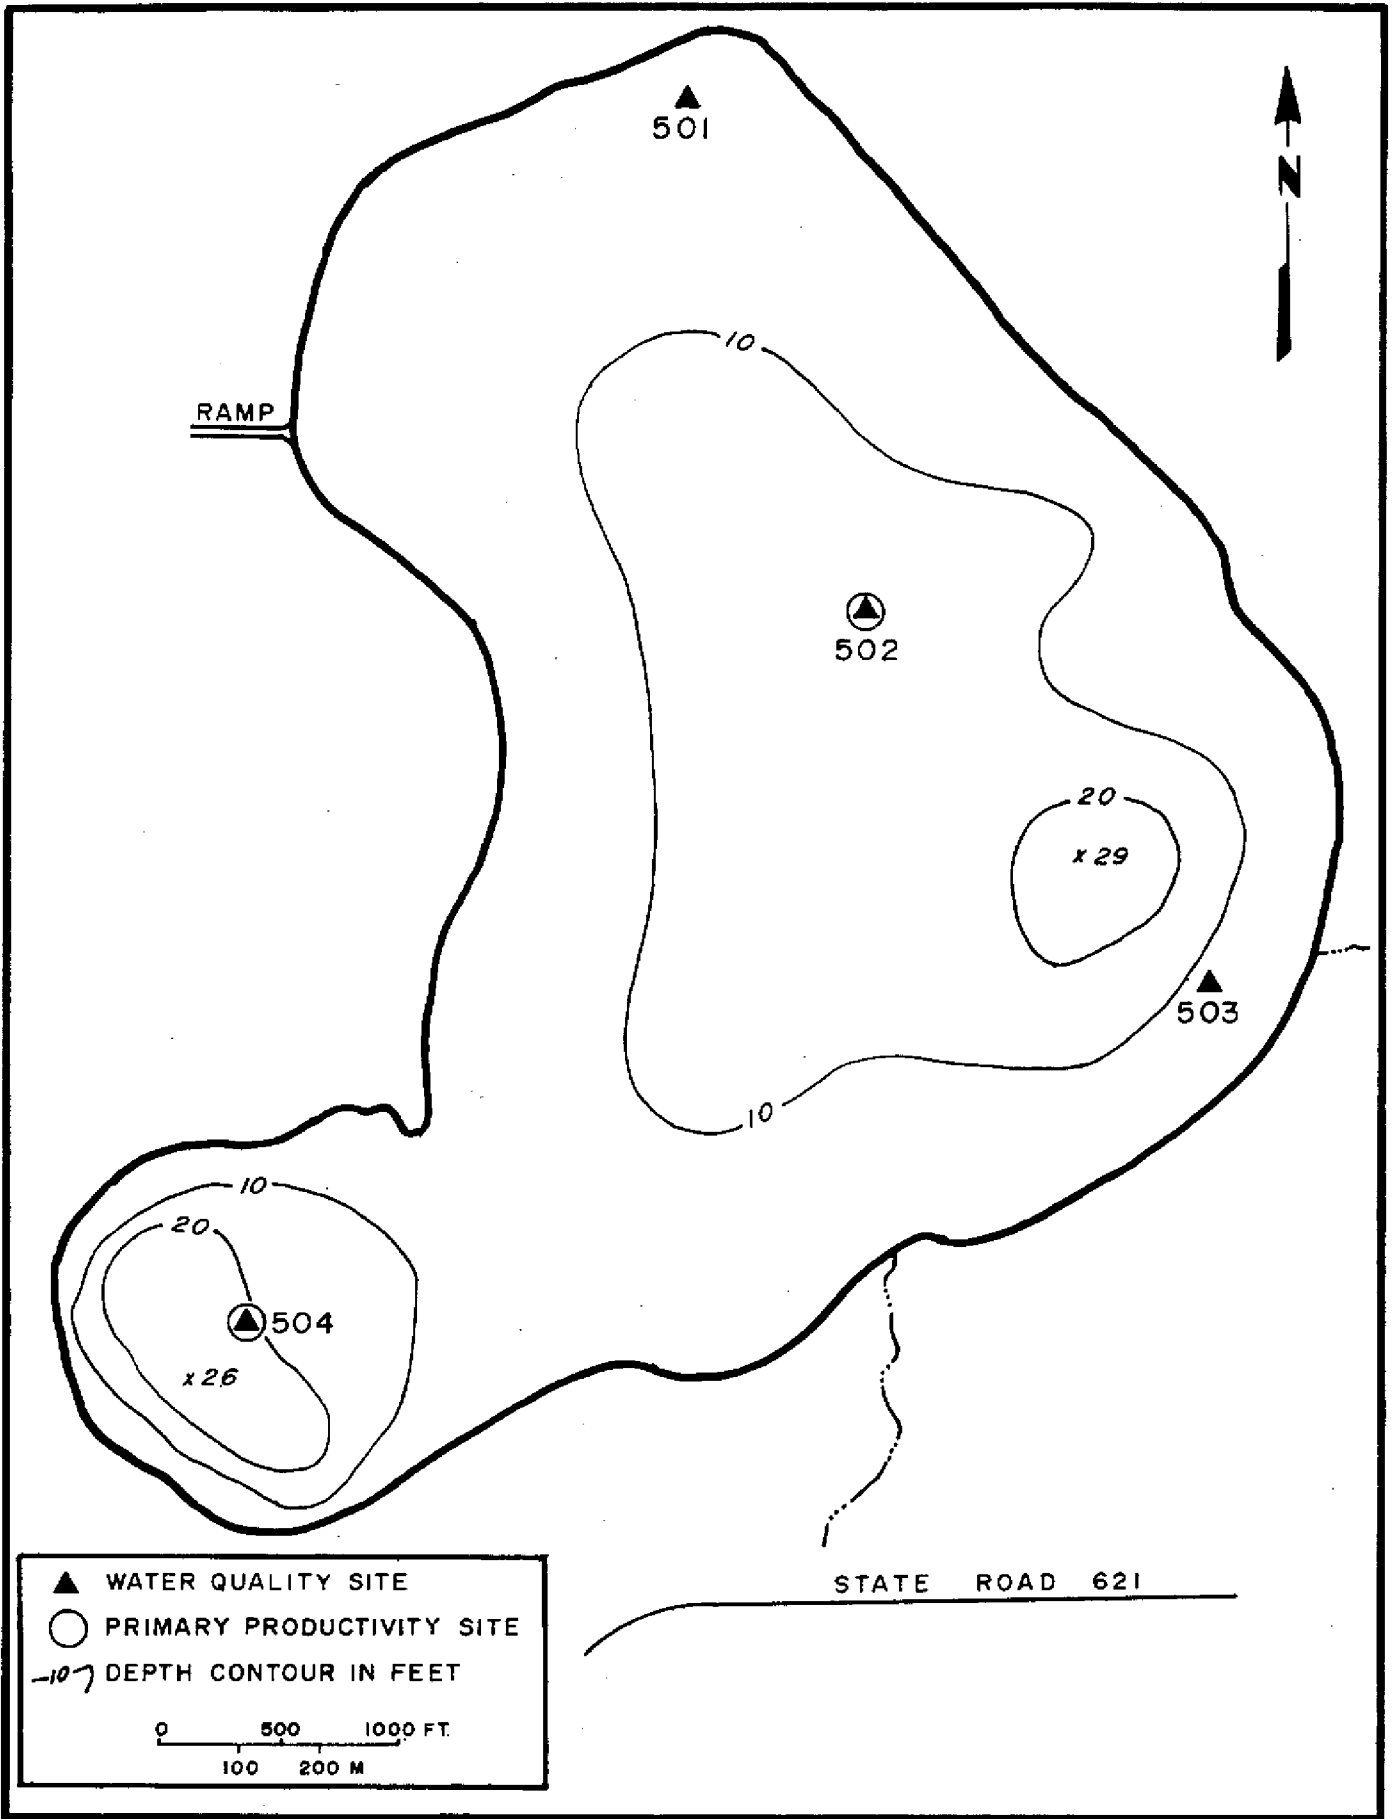 501
N
10
RAMP
502
20
x 29
503
10
10
20
504
x 26
▲ WATER QUALITY SITE
◯ PRIMARY PRODUCTIVITY SITE
-10- DEPTH CONTOUR IN FEET
0 500 1000 FT.
100 200 M
STATE ROAD 621